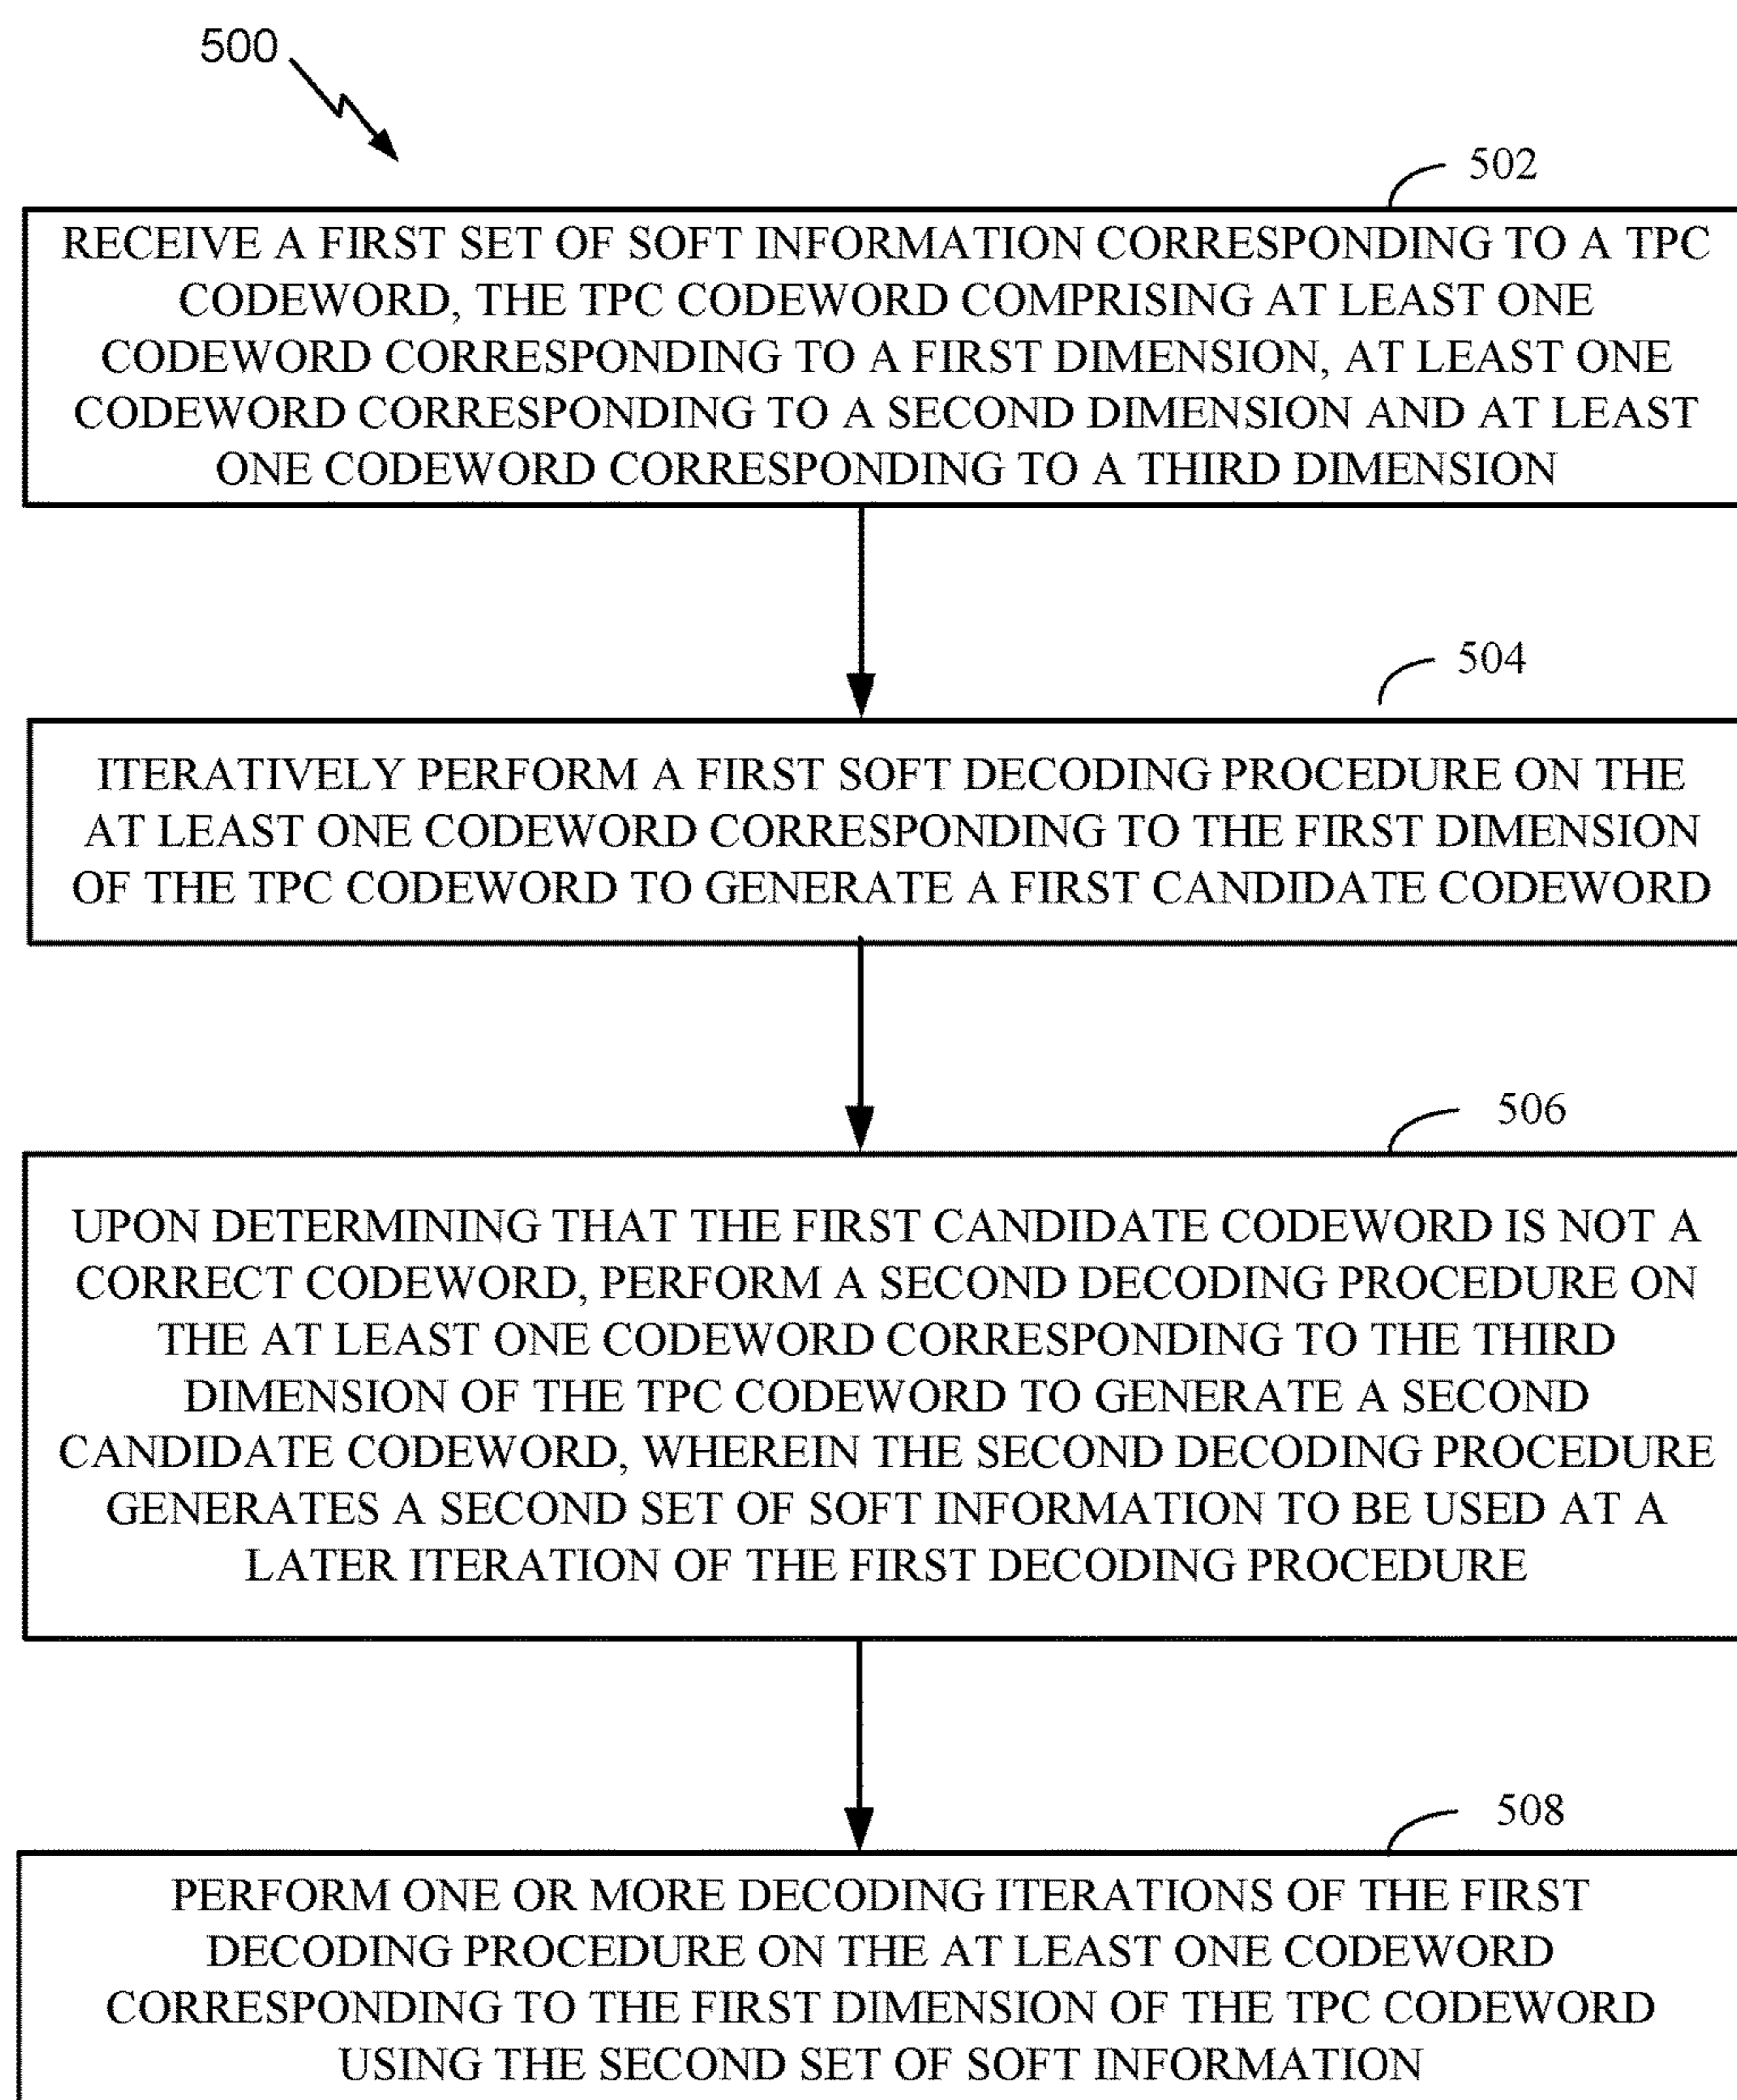 500
502
RECEIVE A FIRST SET OF SOFT INFORMATION CORRESPONDING TO A TPC
CODEWORD, THE TPC CODEWORD COMPRISING AT LEAST ONE
CODEWORD CORRESPONDING TO A FIRST DIMENSION, AT LEAST ONE
CODEWORD CORRESPONDING TO A SECOND DIMENSION AND AT LEAST
ONE CODEWORD CORRESPONDING TO A THIRD DIMENSION
504
ITERATIVELY PERFORM A FIRST SOFT DECODING PROCEDURE ON THE
AT LEAST ONE CODEWORD CORRESPONDING TO THE FIRST DIMENSION
OF THE TPC CODEWORD TO GENERATE A FIRST CANDIDATE CODEWORD
506
UPON DETERMINING THAT THE FIRST CANDIDATE CODEWORD IS NOT A
CORRECT CODEWORD, PERFORM A SECOND DECODING PROCEDURE ON
THE AT LEAST ONE CODEWORD CORRESPONDING TO THE THIRD
DIMENSION OF THE TPC CODEWORD TO GENERATE A SECOND
CANDIDATE CODEWORD, WHEREIN THE SECOND DECODING PROCEDURE
GENERATES A SECOND SET OF SOFT INFORMATION TO BE USED AT A
LATER ITERATION OF THE FIRST DECODING PROCEDURE
508
PERFORM ONE OR MORE DECODING ITERATIONS OF THE FIRST
DECODING PROCEDURE ON THE AT LEAST ONE CODEWORD
CORRESPONDING TO THE FIRST DIMENSION OF THE TPC CODEWORD
USING THE SECOND SET OF SOFT INFORMATION